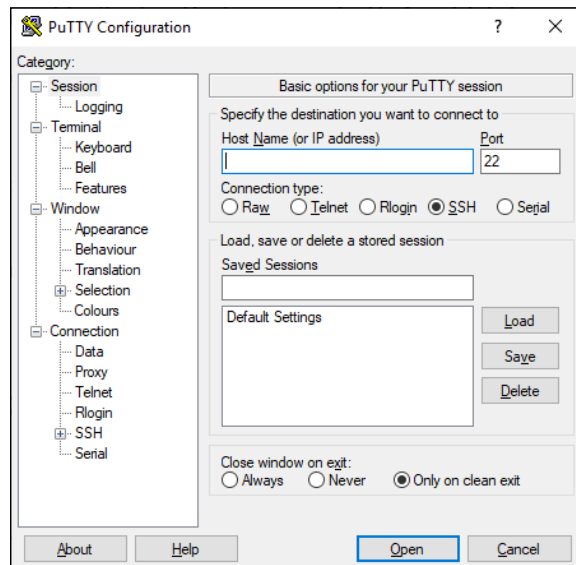 PuTTY Configuration ? ×
Category:
Session
Logging
Terminal
Keyboard
Bell
Features
Window
Appearance
Behaviour
Translation
Selection
Colours
Connection
Data
Proxy
Telnet
Rlogin
SSH
Serial
Basic options for your PuTTY session
Specify the destination you want to connect to
Host Name (or IP address) Port
22
Connection type:
Raw Telnet Rlogin SSH Serial
Load, save or delete a stored session
Saved Sessions
Default Settings
Load
Save
Delete
Close window on exit:
Always Never Only on clean exit
About Help Open Cancel